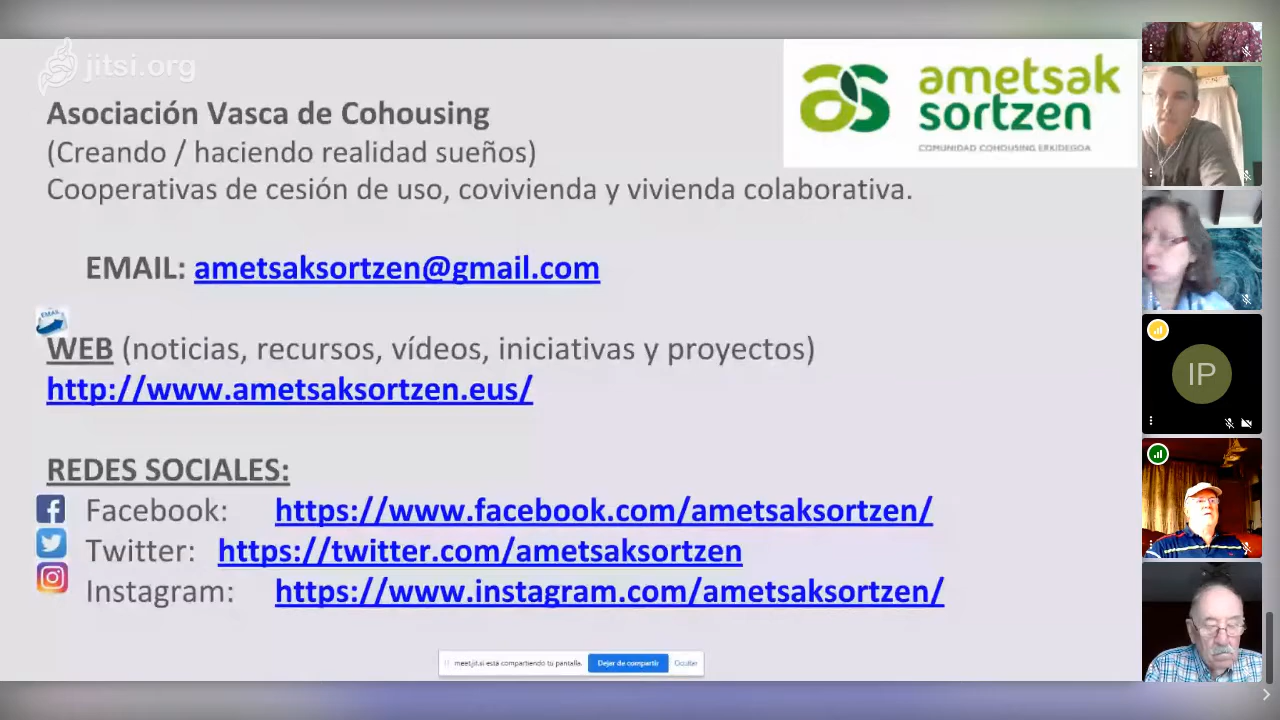 jitsi.org
ametsak
sortzen
COMUNIDAD COHOUSING ERKIDEGOA
Asociación Vasca de Cohousing
(Creando / haciendo realidad sueños)
Cooperativas de cesión de uso, covivienda y vivienda colaborativa.
EMAIL: ametsaksortzen@gmail.com
EMAIL
WEB (noticias, recursos, vídeos, iniciativas y proyectos)
http://www.ametsaksortzen.eus/
REDES SOCIALES:
Facebook: https://www.facebook.com/ametsaksortzen/
Twitter: https://twitter.com/ametsaksortzen
Instagram: https://www.instagram.com/ametsaksortzen/
meet.jit.si está compartiendo tu pantalla. Dejar de compartir Ocultar
IP